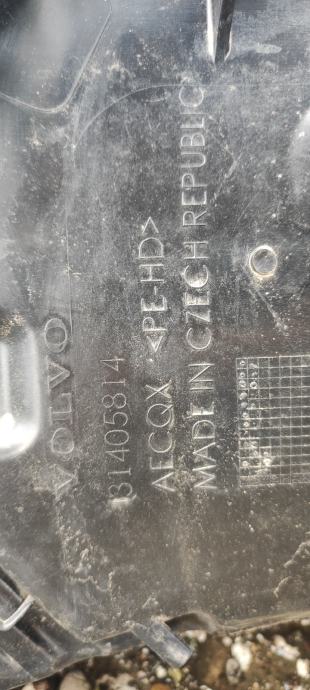 VOLVO
31405814
AECQX >PE-HD<
MADE IN CZECH REPUBLIC